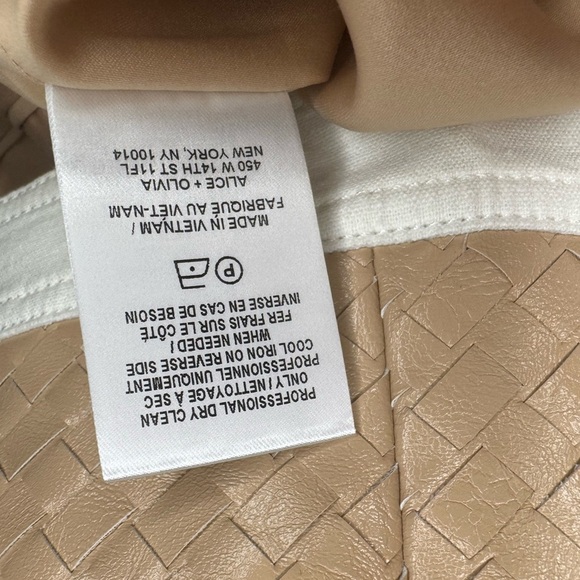 PROFESSIONAL DRY CLEAN
ONLY / NETTOYAGE À SEC
PROFESSIONNEL UNIQUEMENT
COOL IRON ON REVERSE SIDE
WHEN NEEDED /
FER FRAIS SUR LE CÔTÉ
INVERSE EN CAS DE BESOIN
P
MADE IN VIETNAM /
FABRIQUÉ AU VIỆT-NAM
ALICE + OLIVIA
450 W 14TH ST 11FL
NEW YORK, NY 10014